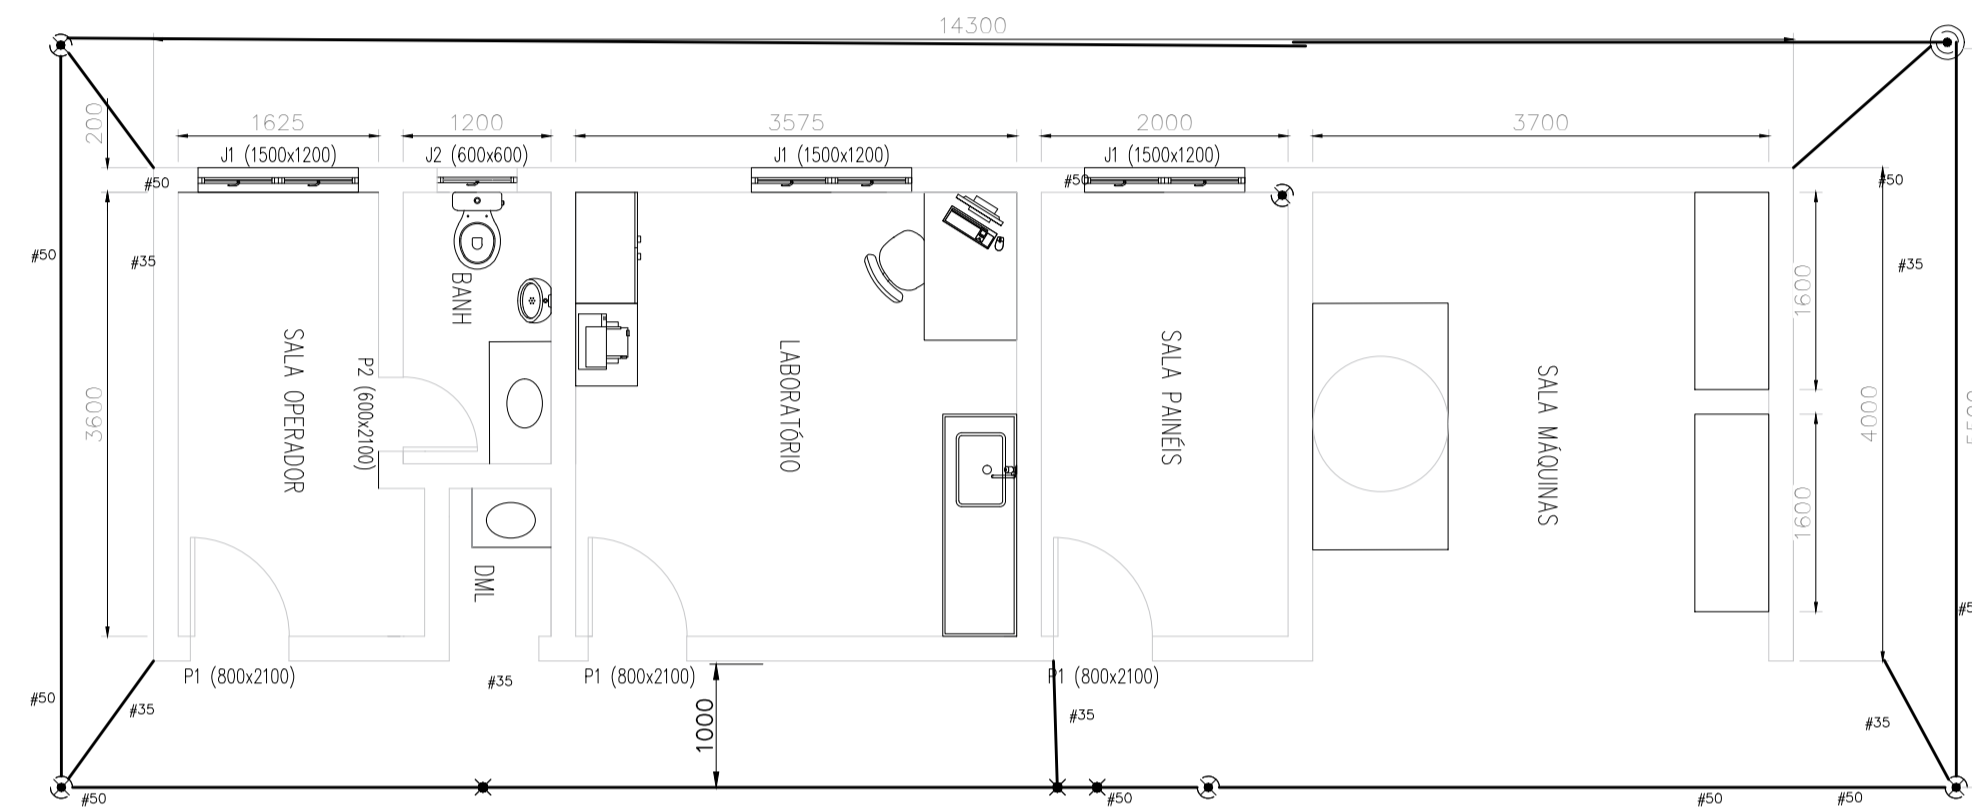 14300
200
1625
1200
3575
2000
3700
J1 (1500x1200)
J2 (600x600)
J1 (1500x1200)
J1 (1500x1200)
#50
#50
#50
#50
#35
#35
1600
BANH
3600
SALA OPERADOR
P2 (600x2100)
LABORATÓRIO
SALA PAINÉIS
SALA MÁQUINAS
4000
1600
DML
P1 (800x2100)
#35
P1 (800x2100)
P1 (800x2100)
#50
#35
1000
#35
#35
#50
#50
#50
#50